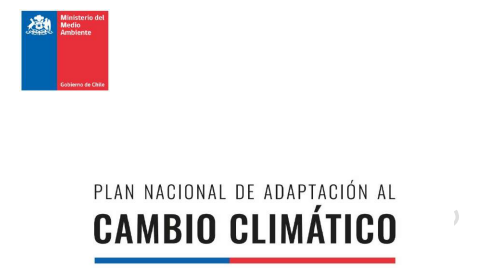 Ministerio del
Medio
Ambiente
Gobierno de Chile
PLAN NACIONAL DE ADAPTACIÓN AL
CAMBIO CLIMÁTICO